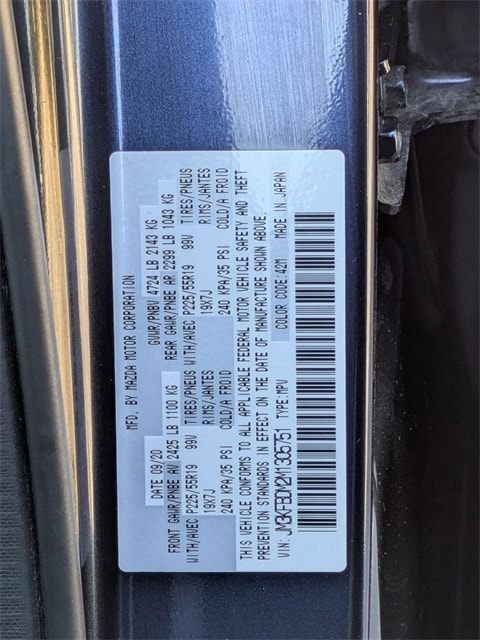 MFD. BY MAZDA MOTOR CORPORATION
DATE 09/20 GVWR/PNBV 4724 LB 2143 KG
FRONT GAWR/PNBE AV 2425 LB 1100 KG REAR GAWR/PNBE AR 2299 LB 1043 KG
WITH/AVEC P225/55R19 99V TIRES/PNEUS WITH/AVEC P225/55R19 99V TIRES/PNEUS
19X7J RIMS/JANTES 19X7J RIMS/JANTES
240 KPA/35 PSI COLD/A FROID 240 KPA/35 PSI COLD/A FROID
THIS VEHICLE CONFORMS TO ALL APPLICABLE FEDERAL MOTOR VEHICLE SAFETY AND THEFT
PREVENTION STANDARDS IN EFFECT ON THE DATE OF MANUFACTURE SHOWN ABOVE.
VIN: JM3KFBDM2M1305751 TYPE:MPV COLOR CODE:42M MADE IN JAPAN